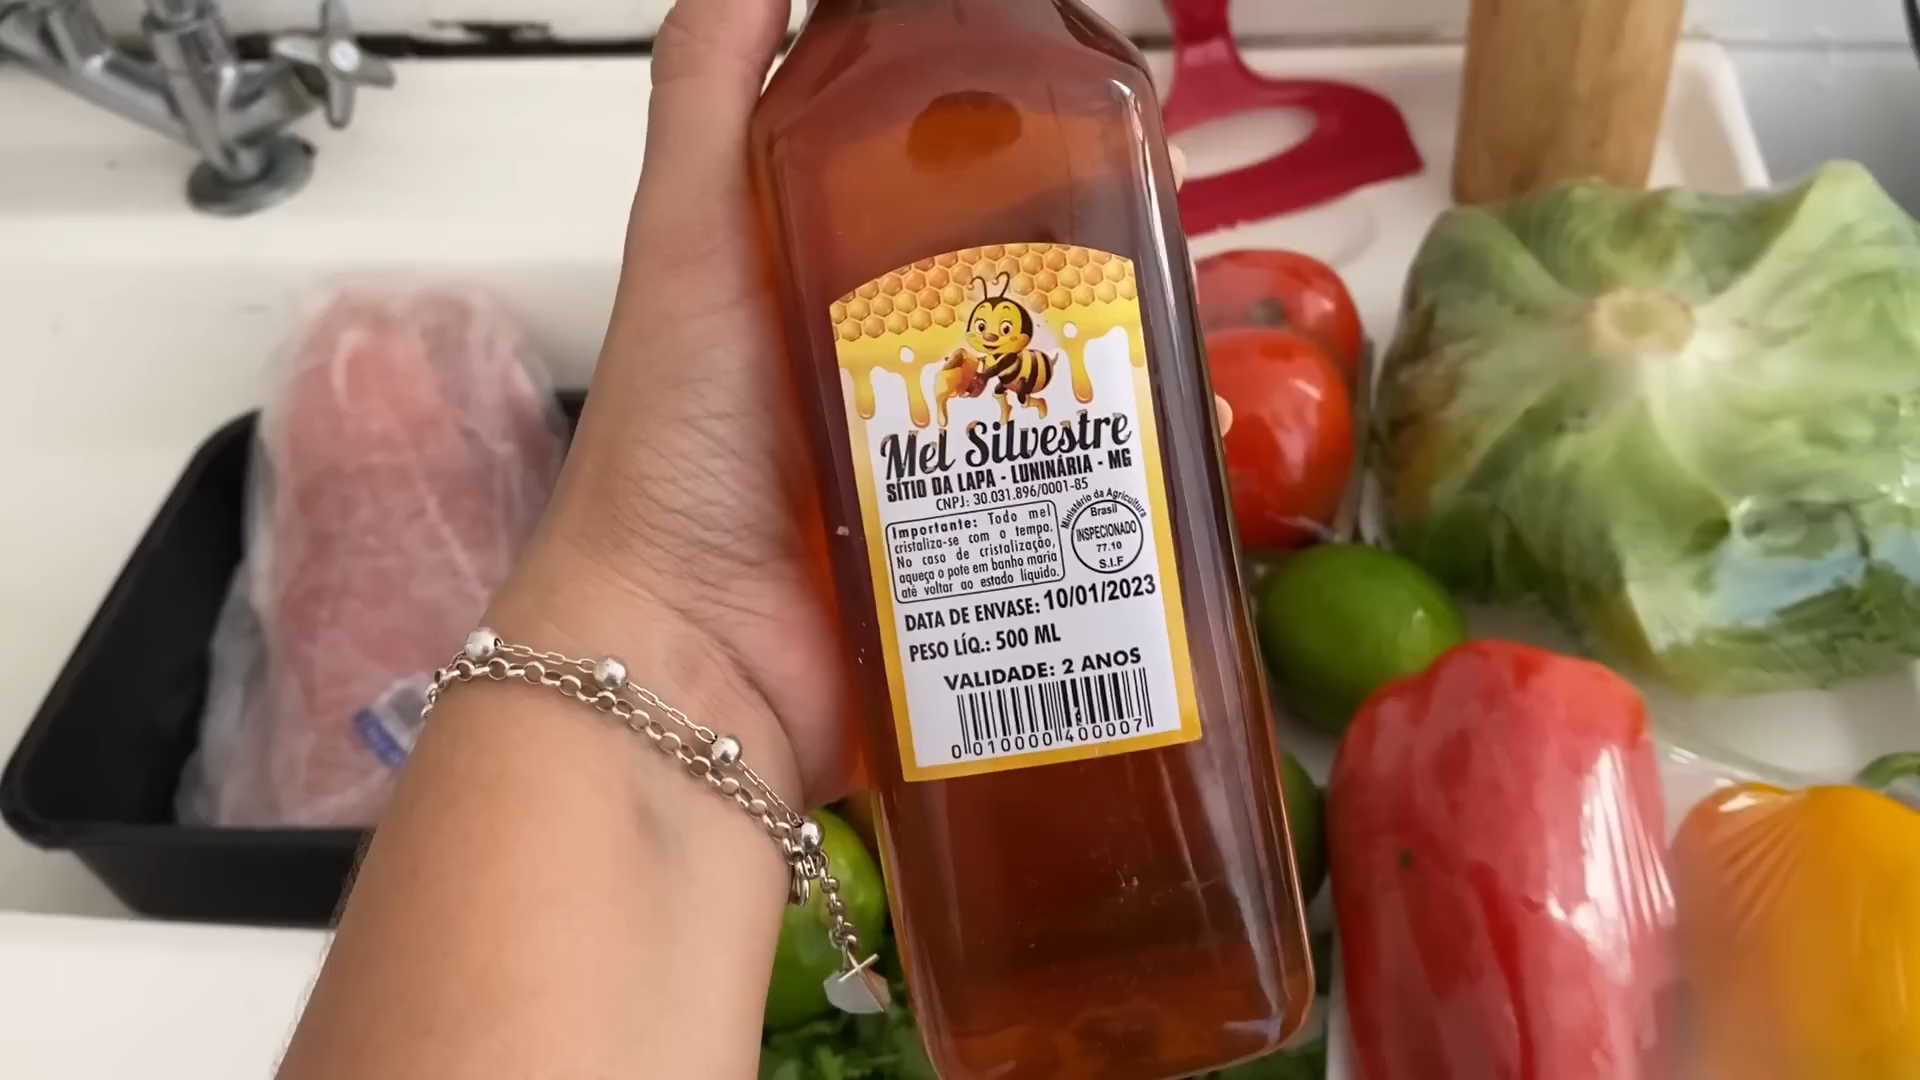 Mel Silvestre
SÍTIO DA LAPA - LUNINÁRIA - MG
CNPJ: 30.031.896/0001-85
Importante: Todo mel
cristaliza-se com o tempo.
No caso de cristalização,
aqueça o pote em banho maria
até voltar ao estado líquido.
Ministério da Agricultura
Brasil
INSPECIONADO
77.10
S.I.F
DATA DE ENVASE: 10/01/2023
PESO LÍQ.: 500 ML
VALIDADE: 2 ANOS
0 010000 400007